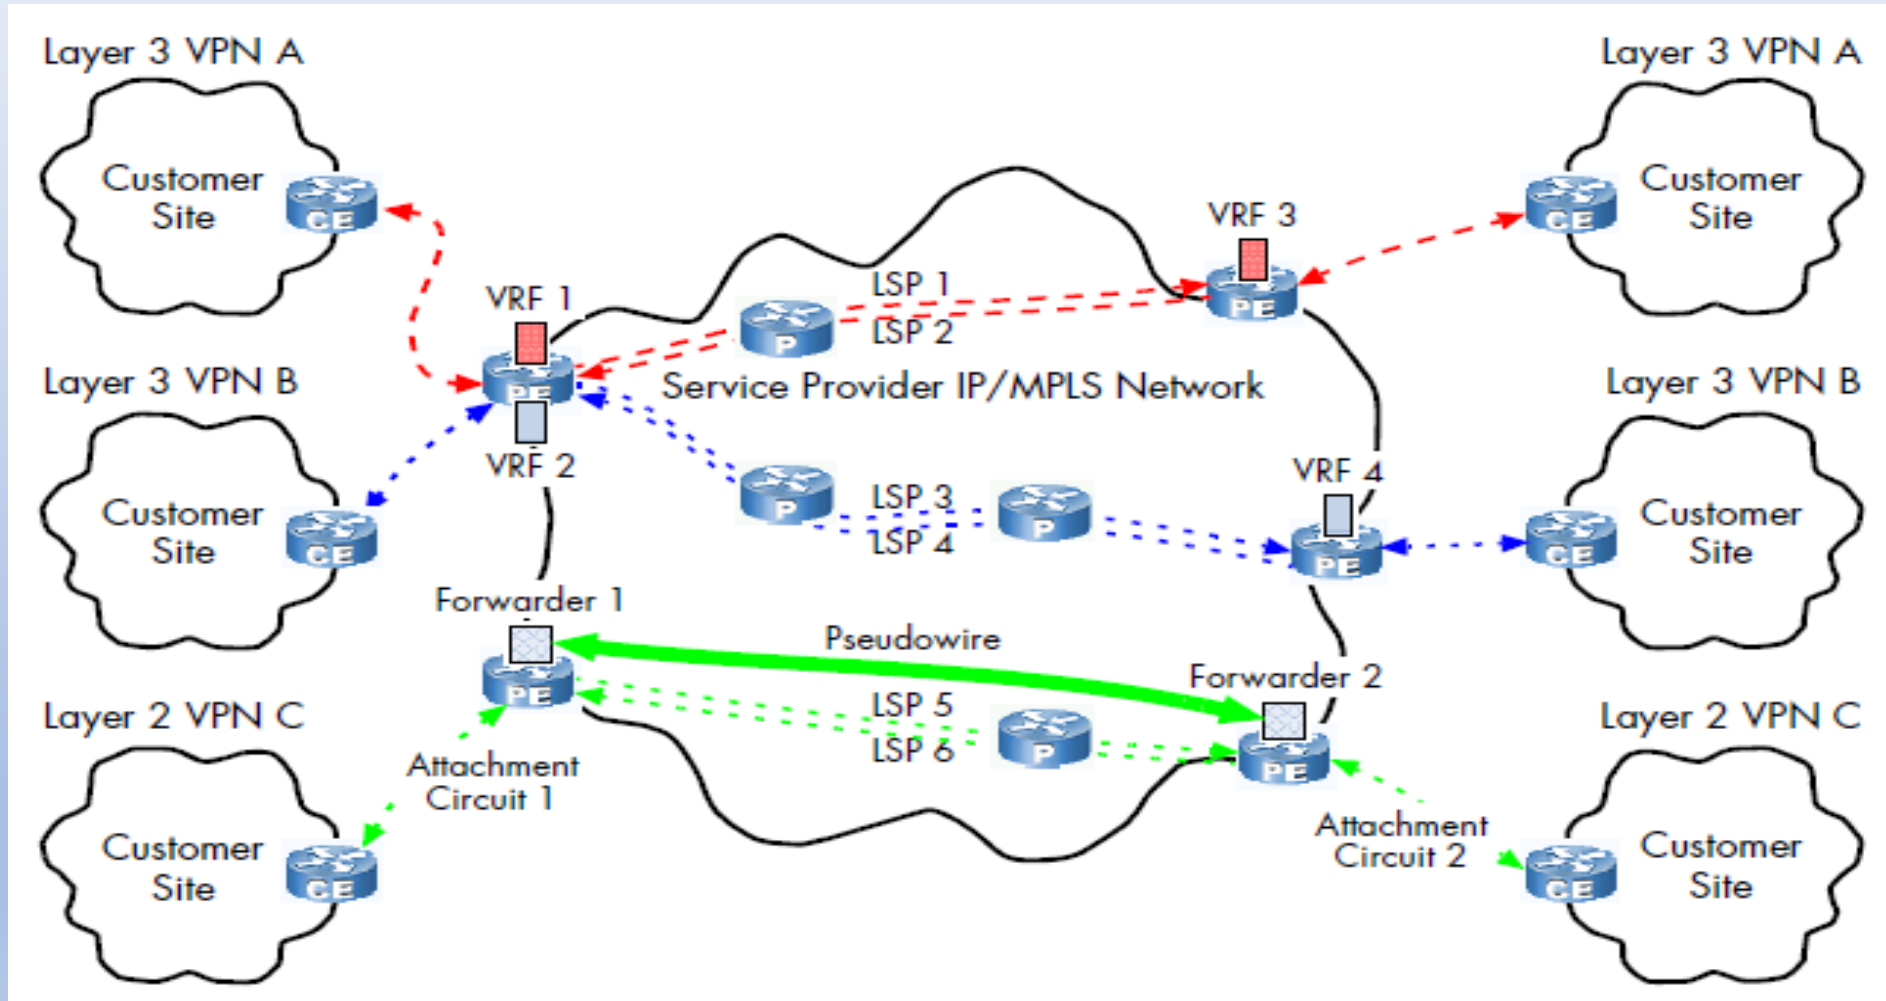 Layer 3 VPN A
Layer 3 VPN A
Customer
Site
CE
Customer
Site
CE
VRF 3
PE
LSP 1
LSP 2
P
VRF 1
PE
VRF 2
Service Provider IP/MPLS Network
Layer 3 VPN B
Layer 3 VPN B
Customer
Site
CE
P
LSP 3
LSP 4
P
VRF 4
PE
Customer
Site
CE
Forwarder 1
PE
Pseudowire
Forwarder 2
PE
LSP 5
LSP 6
P
Layer 2 VPN C
Layer 2 VPN C
Attachment
Circuit 1
Attachment
Circuit 2
Customer
Site
CE
Customer
Site
CE